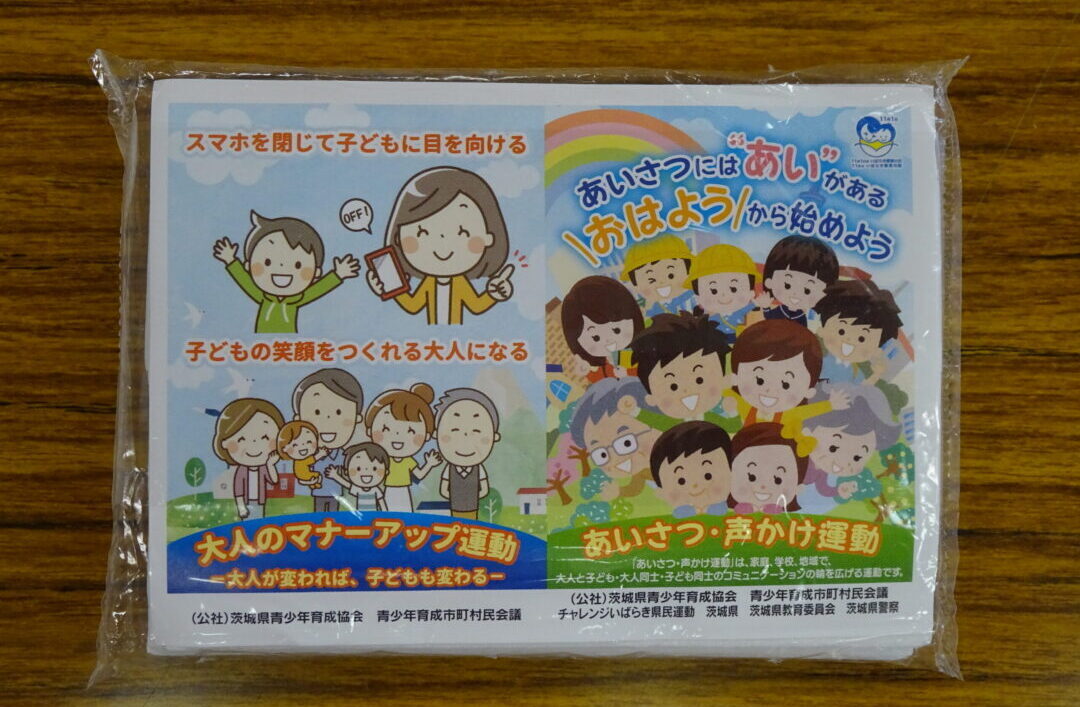 スマホを閉じて子どもに目を向ける
OFF!
子どもの笑顔をつくれる大人になる
大人のマナーアップ運動
ー大人が変われば、子どもも変わるー
(公社)茨城県青少年育成協会 青少年育成市町村民会議
あいさつには“あい”がある
\おはよう/から始めよう
あいさつ・声かけ運動
「あいさつ・声かけ運動」は、家庭、学校、地域で、
大人と子ども・大人同士・子ども同士のコミュニケーションの輪を広げる運動です。
(公社)茨城県青少年育成協会 青少年育成市町村民会議
チャレンジいばらき県民運動 茨城県 茨城県教育委員会 茨城県警察